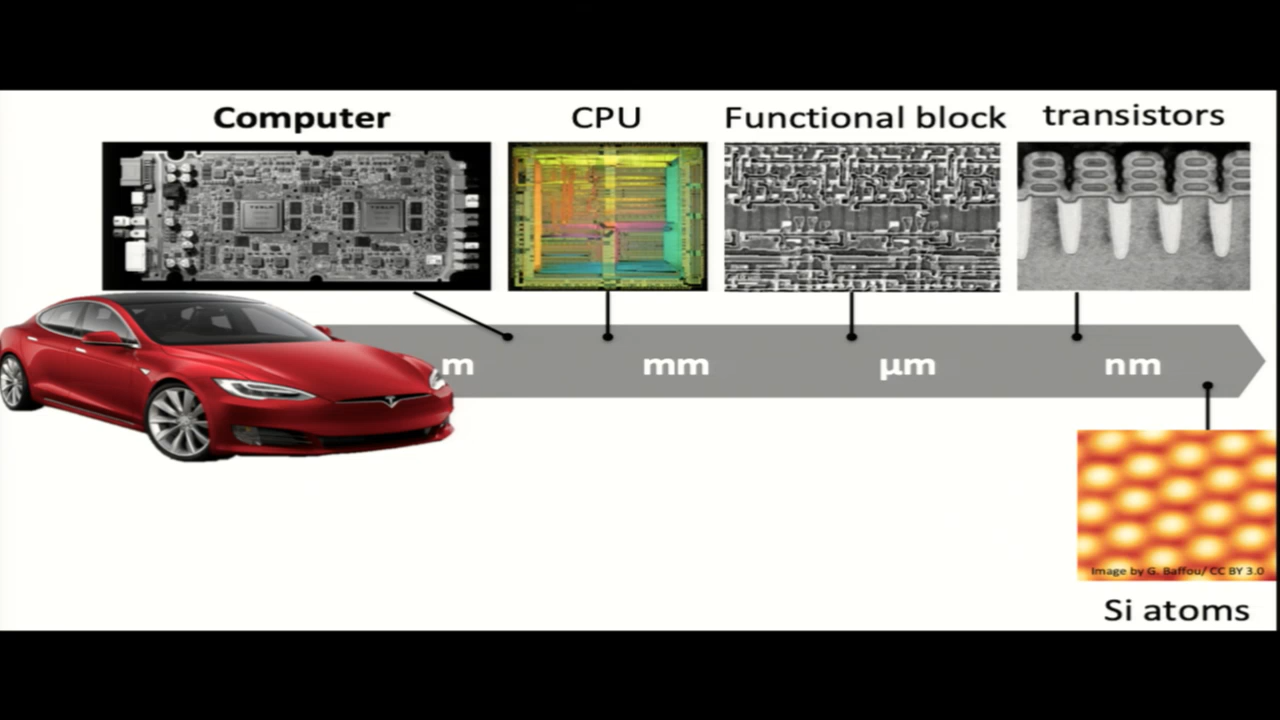 Computer
CPU
Functional block
transistors
m
mm
µm
nm
Image by G. Baffou/ CC BY 3.0
Si atoms